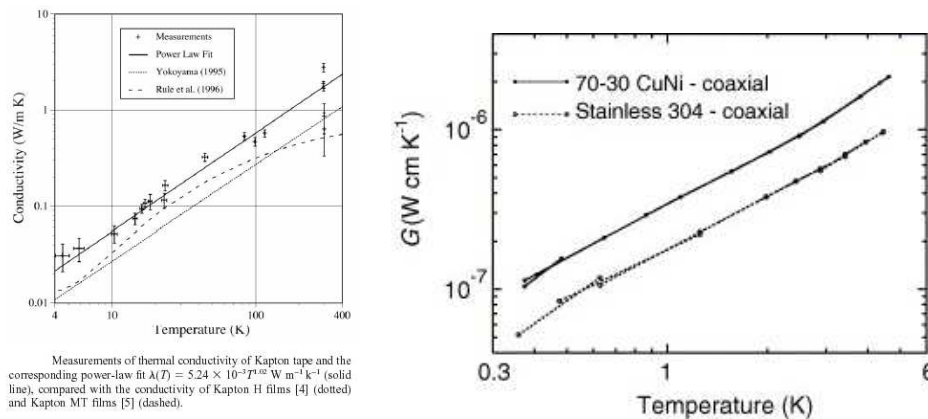 10
1
0.1
0.01
Conductivity (W/m K)
Measurements
Power Law Fit
Yokoyama (1995)
Rule et al. (1996)
4
10
100
400
Temperature (K)
Measurements of thermal conductivity of Kapton tape and the
corresponding power-law fit λ(T) = 5.24 × 10⁻³T¹·⁰² W m⁻¹ k⁻¹ (solid
line), compared with the conductivity of Kapton H films [4] (dotted)
and Kapton MT films [5] (dashed).
70-30 CuNi - coaxial
Stainless 304 - coaxial
10⁻⁶
10⁻⁷
G(W cm K⁻¹)
0.3
1
6
Temperature (K)